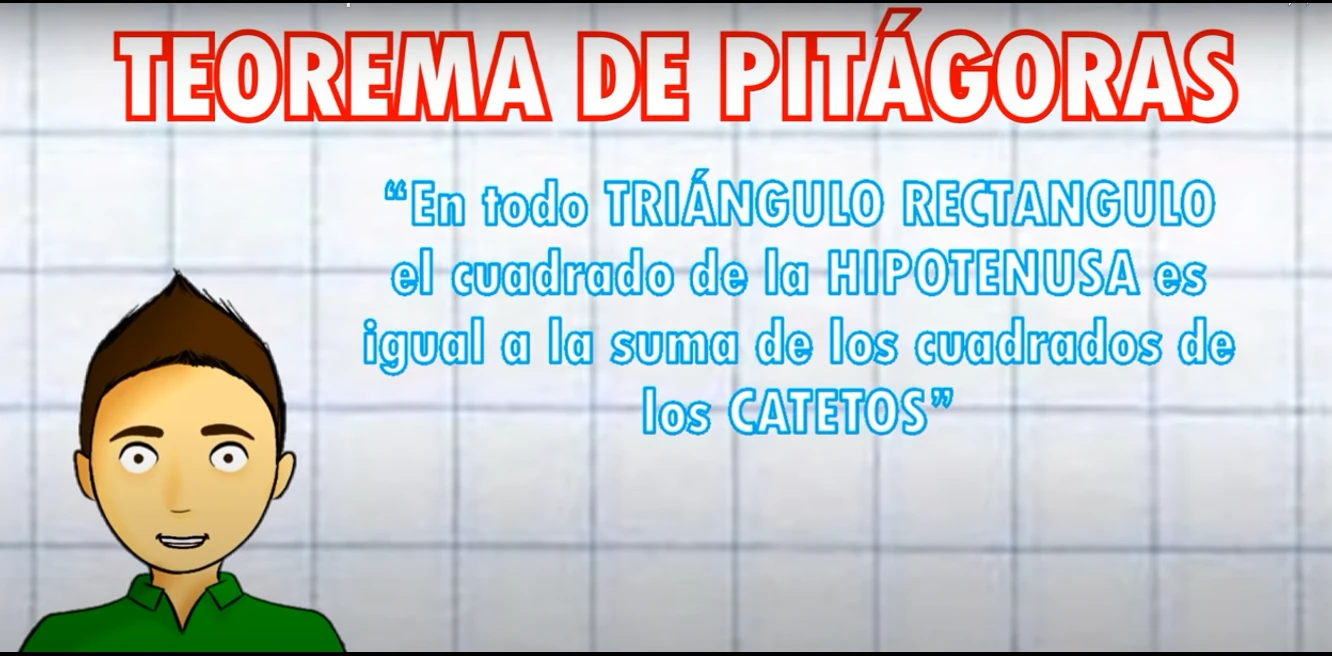 TEOREMA DE PITÁGORAS
“En todo TRIÁNGULO RECTANGULO
el cuadrado de la HIPOTENUSA es
igual a la suma de los cuadrados de
los CATETOS”